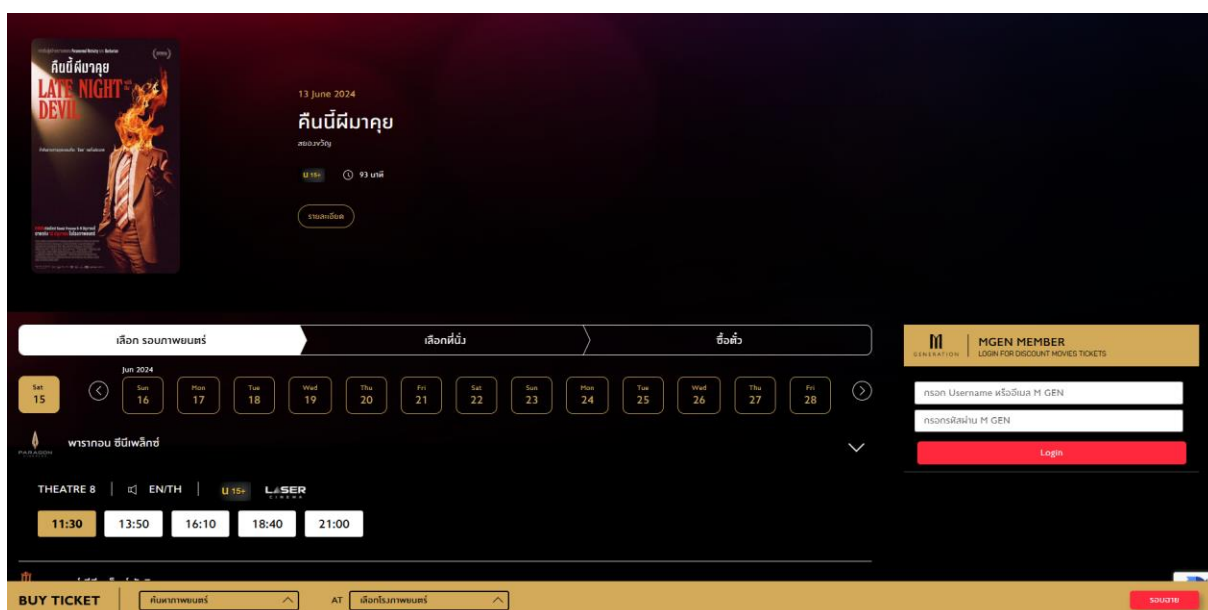 คืนนี้ผีมาคุย
LATE NIGHT
DEVIL
13 June 2024
คืนนี้ผีมาคุย
สยองขวัญ
น 15+ 93 นาที
รายละเอียด
เลือก รอบภาพยนตร์ เลือกที่นั่ง ซื้อตั๋ว
GENERATION
MGEN MEMBER
LOGIN FOR DISCOUNT MOVIES TICKETS
Jun 2024
Sat 15 Sun 16 Mon 17 Tue 18 Wed 19 Thu 20 Fri 21 Sat 22 Sun 23 Mon 24 Tue 25 Wed 26 Thu 27 Fri 28
กรอก Username หรืออีเมล M GEN
กรอกรหัสผ่าน M GEN
Login
PARAGON
พารากอน ซีนีเพล็กซ์
THEATRE 8 EN/TH น 15+ LASER CINEMA
11:30 13:50 16:10 18:40 21:00
BUY TICKET ค้นหาภาพยนตร์ AT เลือกโรงภาพยนตร์ รอบฉาย